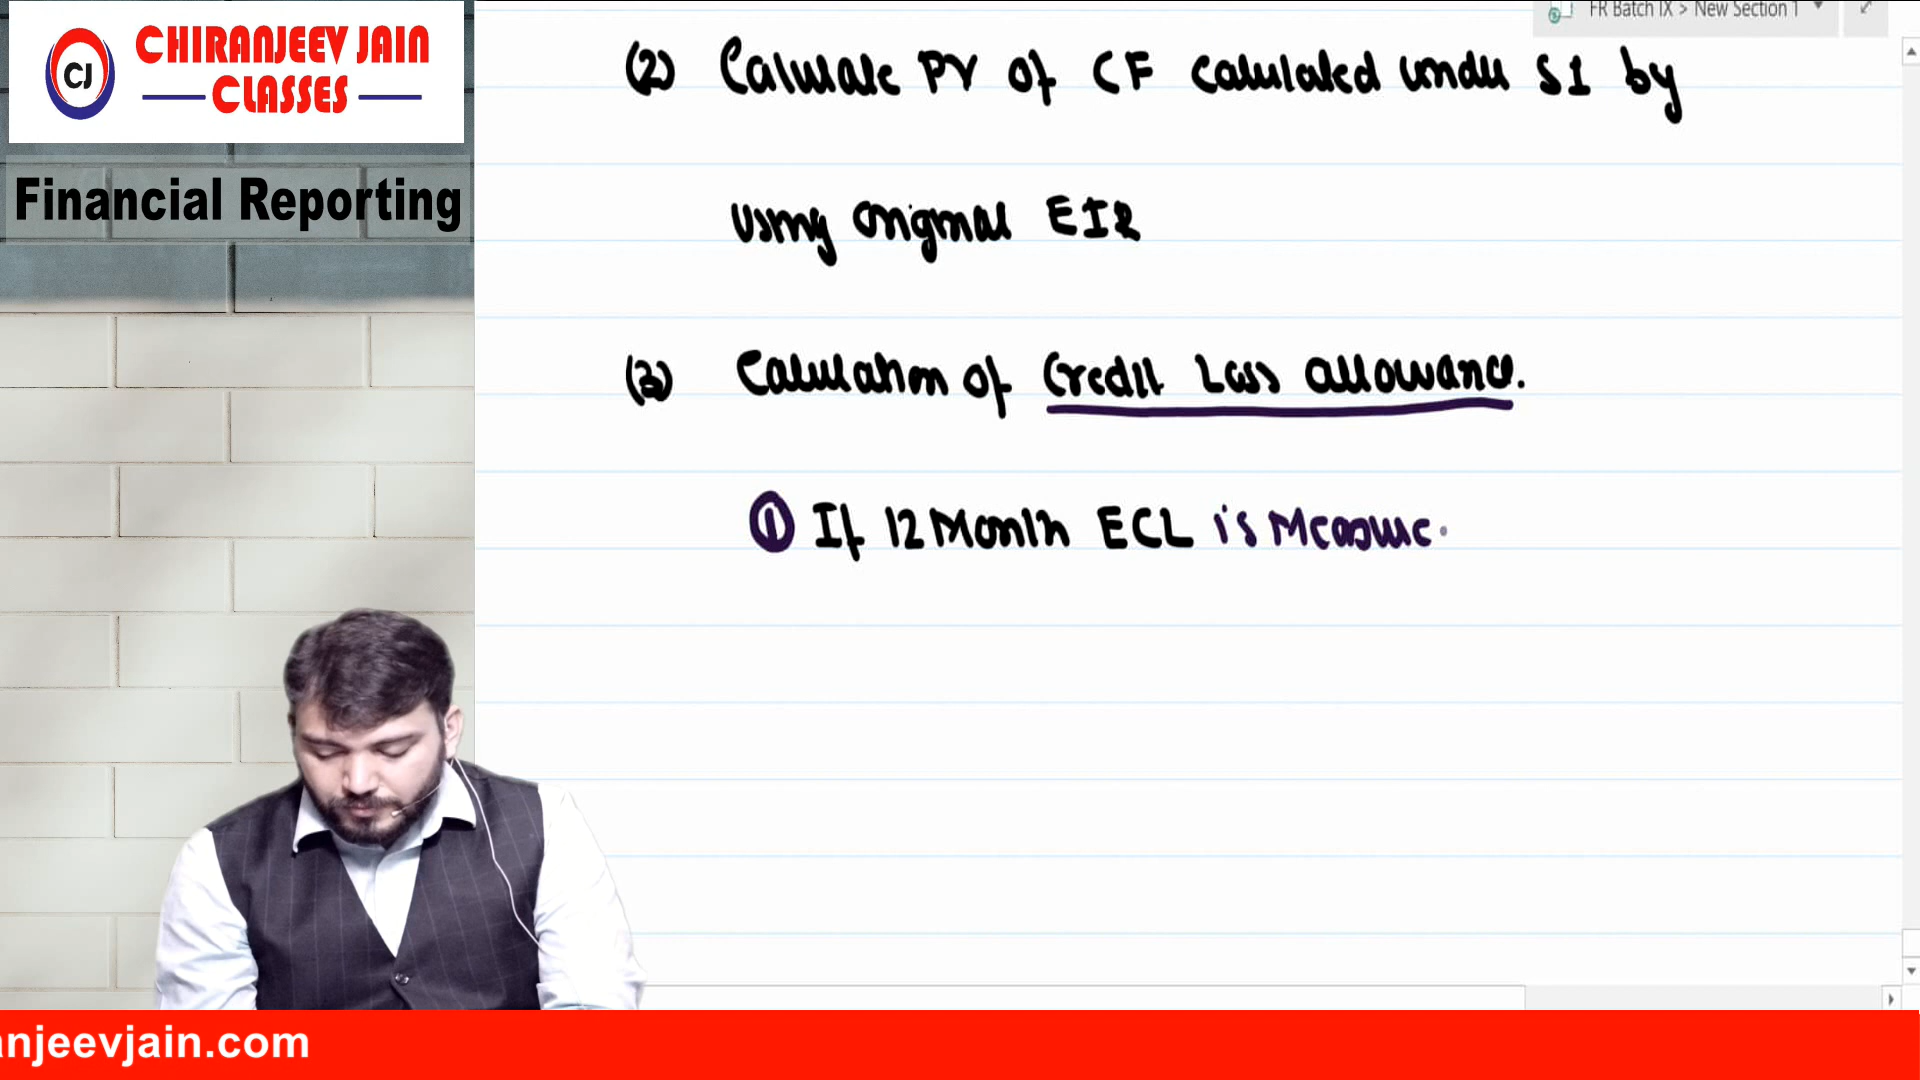 CHIRANJEEV JAIN
CLASSES
CJ
Financial Reporting
FR Batch IX > New Section 1
(2) Calculate PV of CF calculated under S1 by
using original EIR
(3) Calculation of Credit Loss allowance.
① If 12 Month ECL is Measure
anjeevjain.com